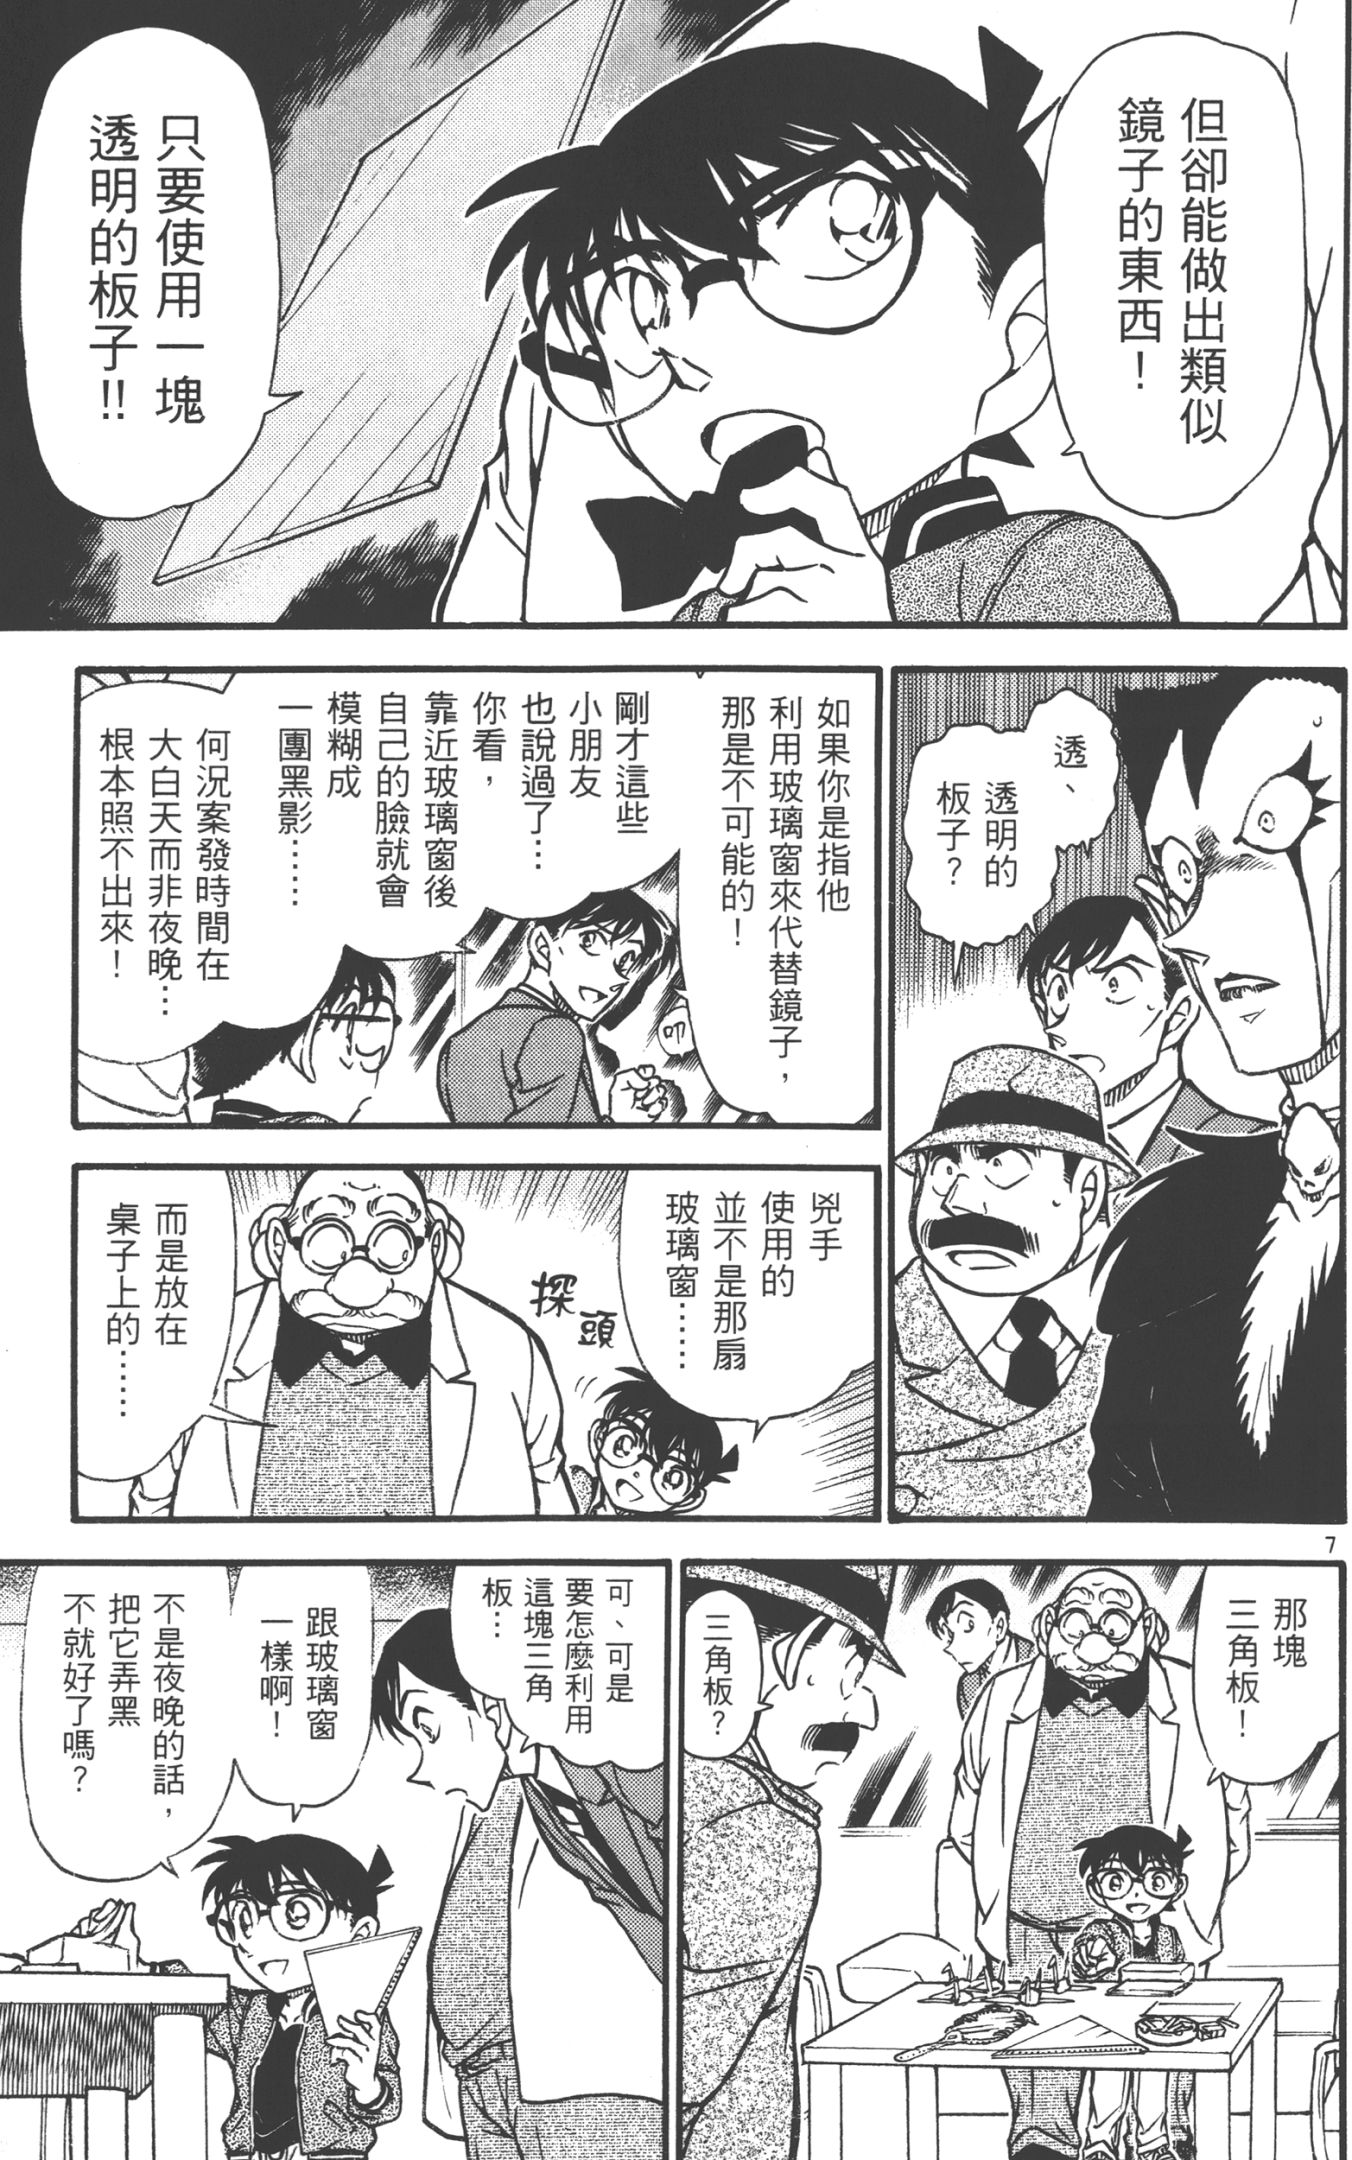 但卻能做出類似
鏡子的東西！
只要使用一塊
透明的板子!!
透、
透明的
板子？
如果你是指他
利用玻璃窗來代替鏡子，
那是不可能的！
叩
剛才這些
小朋友
也說過了…
你看，
靠近玻璃窗後
自己的臉就會
模糊成
一團黑影……
何況案發時間在
大白天而非夜晚…
根本照不出來！
兇手
使用的
並不是那扇
玻璃窗……
探頭
而是放在
桌子上的……
7
那塊
三角板！
三角板？
可、可是
要怎麼利用
這塊三角
板…
跟玻璃窗
一樣啊！
不是夜晚的話，
把它弄黑
不就好了嗎？